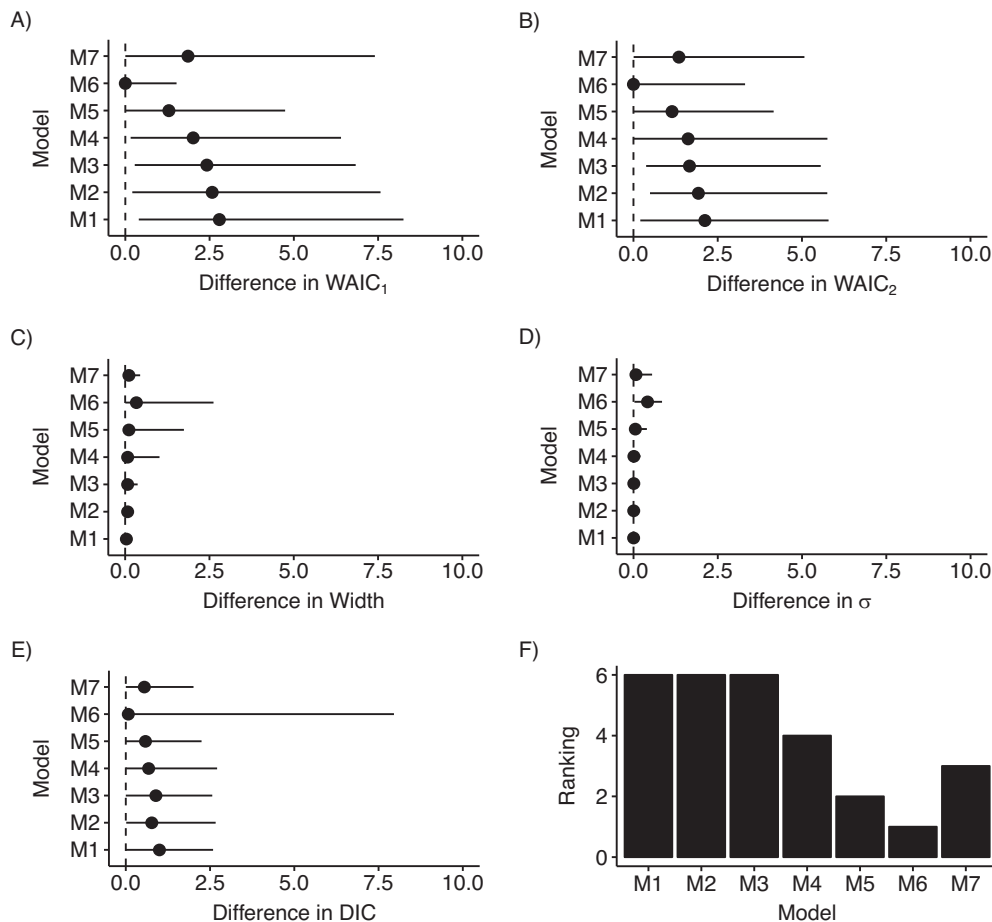 A)
M7
M6
M5
M4
M3
M2
M1
Model
0.0 2.5 5.0 7.5 10.0
Difference in WAIC₁
B)
M7
M6
M5
M4
M3
M2
M1
Model
0.0 2.5 5.0 7.5 10.0
Difference in WAIC₂
C)
M7
M6
M5
M4
M3
M2
M1
Model
0.0 2.5 5.0 7.5 10.0
Difference in Width
D)
M7
M6
M5
M4
M3
M2
M1
Model
0.0 2.5 5.0 7.5 10.0
Difference in σ
E)
M7
M6
M5
M4
M3
M2
M1
Model
0.0 2.5 5.0 7.5 10.0
Difference in DIC
F)
6
4
2
0
Ranking
M1 M2 M3 M4 M5 M6 M7
Model